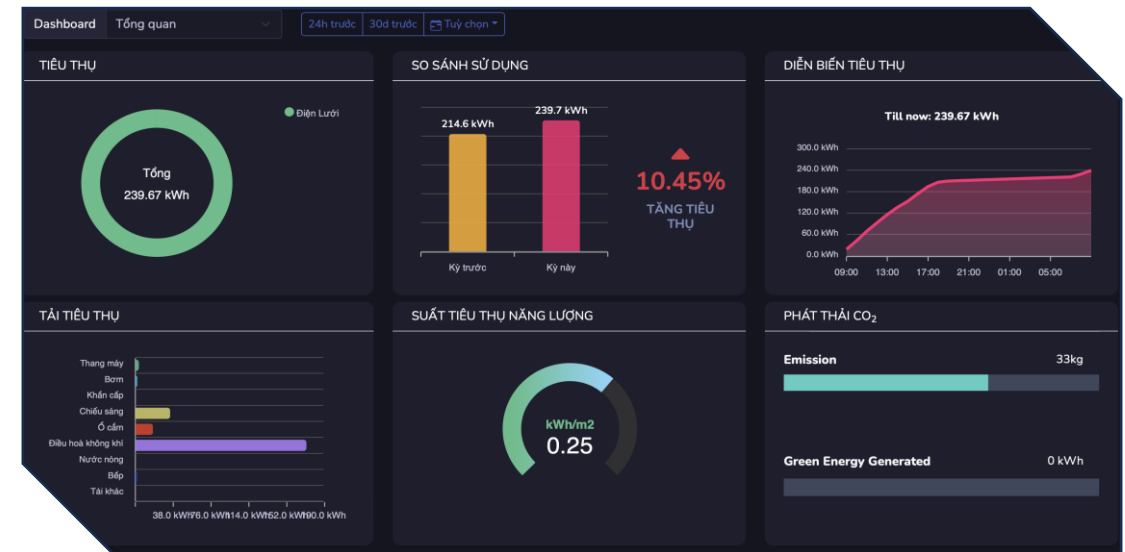 Dashboard Tổng quan 24h trước 30d trước Tuỳ chọn
TIÊU THỤ
Điện Lưới
Tổng
239.67 kWh
SO SÁNH SỬ DỤNG
214.6 kWh
239.7 kWh
Kỳ trước
Kỳ này
10.45%
TĂNG TIÊU
THỤ
DIỄN BIẾN TIÊU THỤ
Till now: 239.67 kWh
300.0 kWh
240.0 kWh
180.0 kWh
120.0 kWh
60.0 kWh
0.0 kWh
09:00 13:00 17:00 21:00 01:00 05:00
TẢI TIÊU THỤ
Thang máy
Bơm
Khẩn cấp
Chiếu sáng
Ổ cắm
Điều hoà không khí
Nước nóng
Bếp
Tải khác
38.0 kWh 76.0 kWh 114.0 kWh 152.0 kWh 190.0 kWh
SUẤT TIÊU THỤ NĂNG LƯỢNG
kWh/m2
0.25
PHÁT THẢI CO₂
Emission 33kg
Green Energy Generated 0 kWh